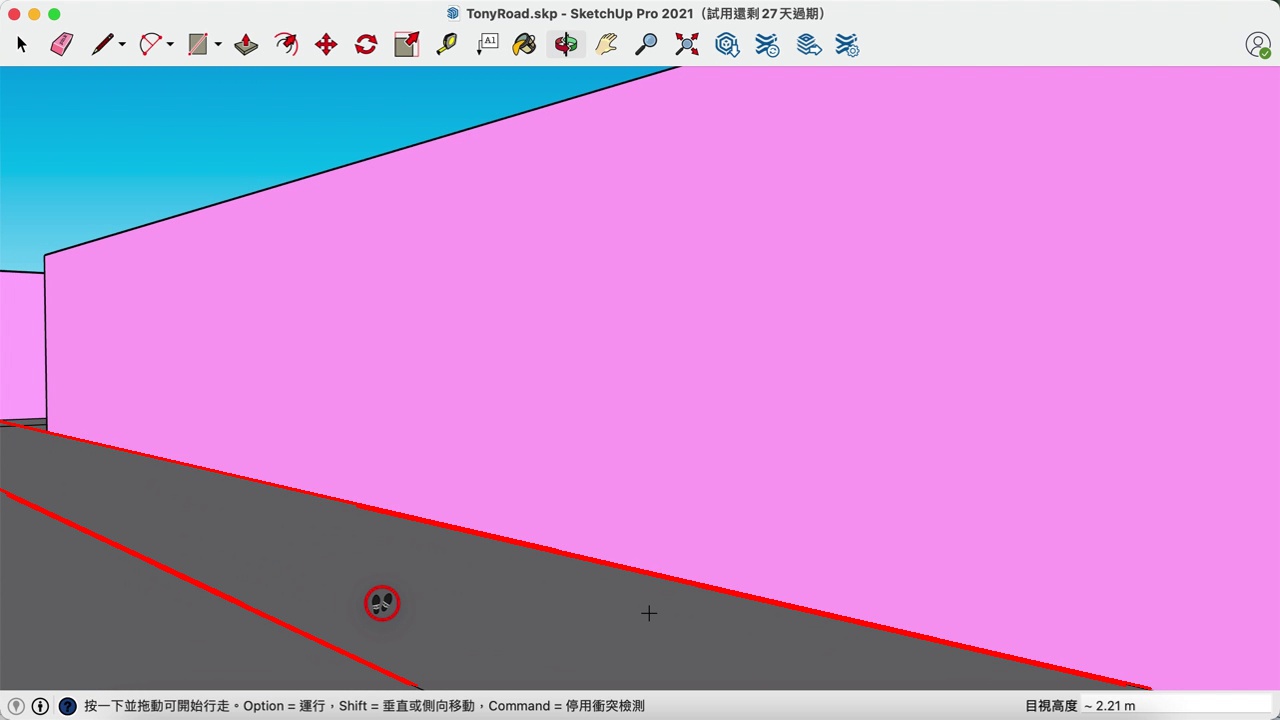 TonyRoad.skp - SketchUp Pro 2021（試用還剩 27 天過期）
A1
按一下並拖動可開始行走。Option = 運行，Shift = 垂直或側向移動，Command = 停用衝突檢測
目視高度 ~ 2.21 m